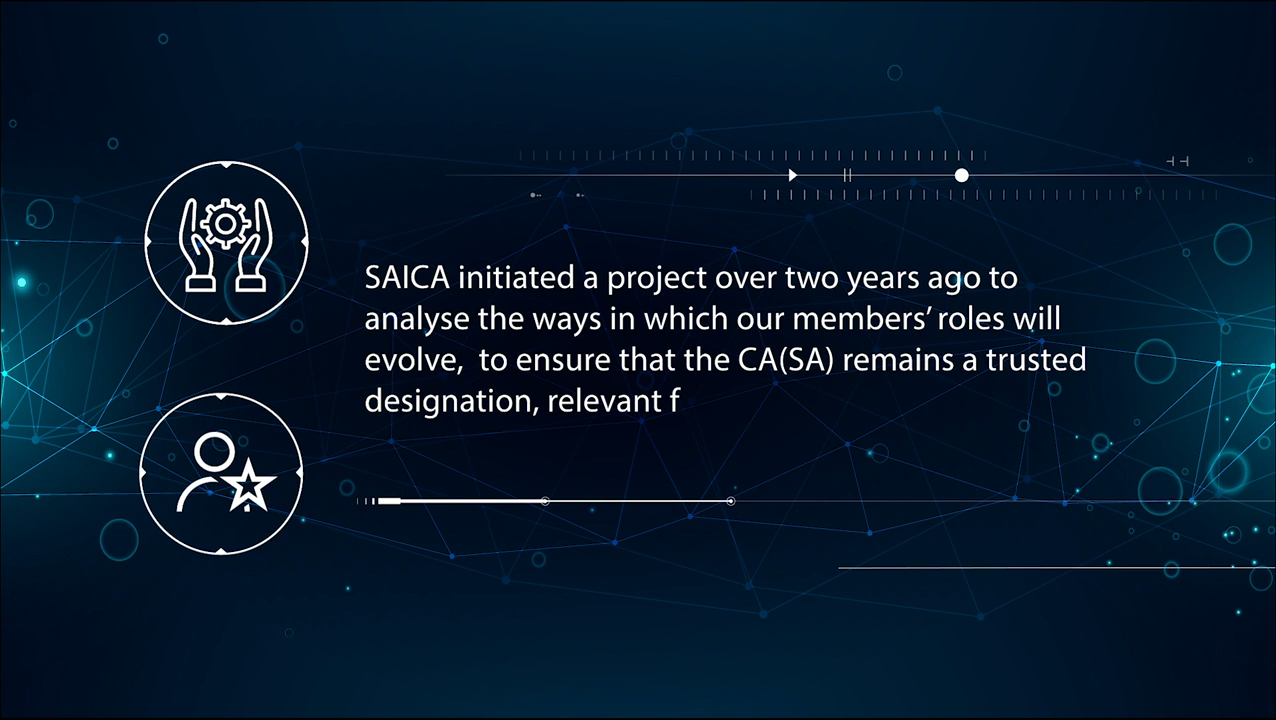 SAICA initiated a project over two years ago to
analyse the ways in which our members’ roles will
evolve,  to ensure that the CA(SA) remains a trusted
designation, relevant f